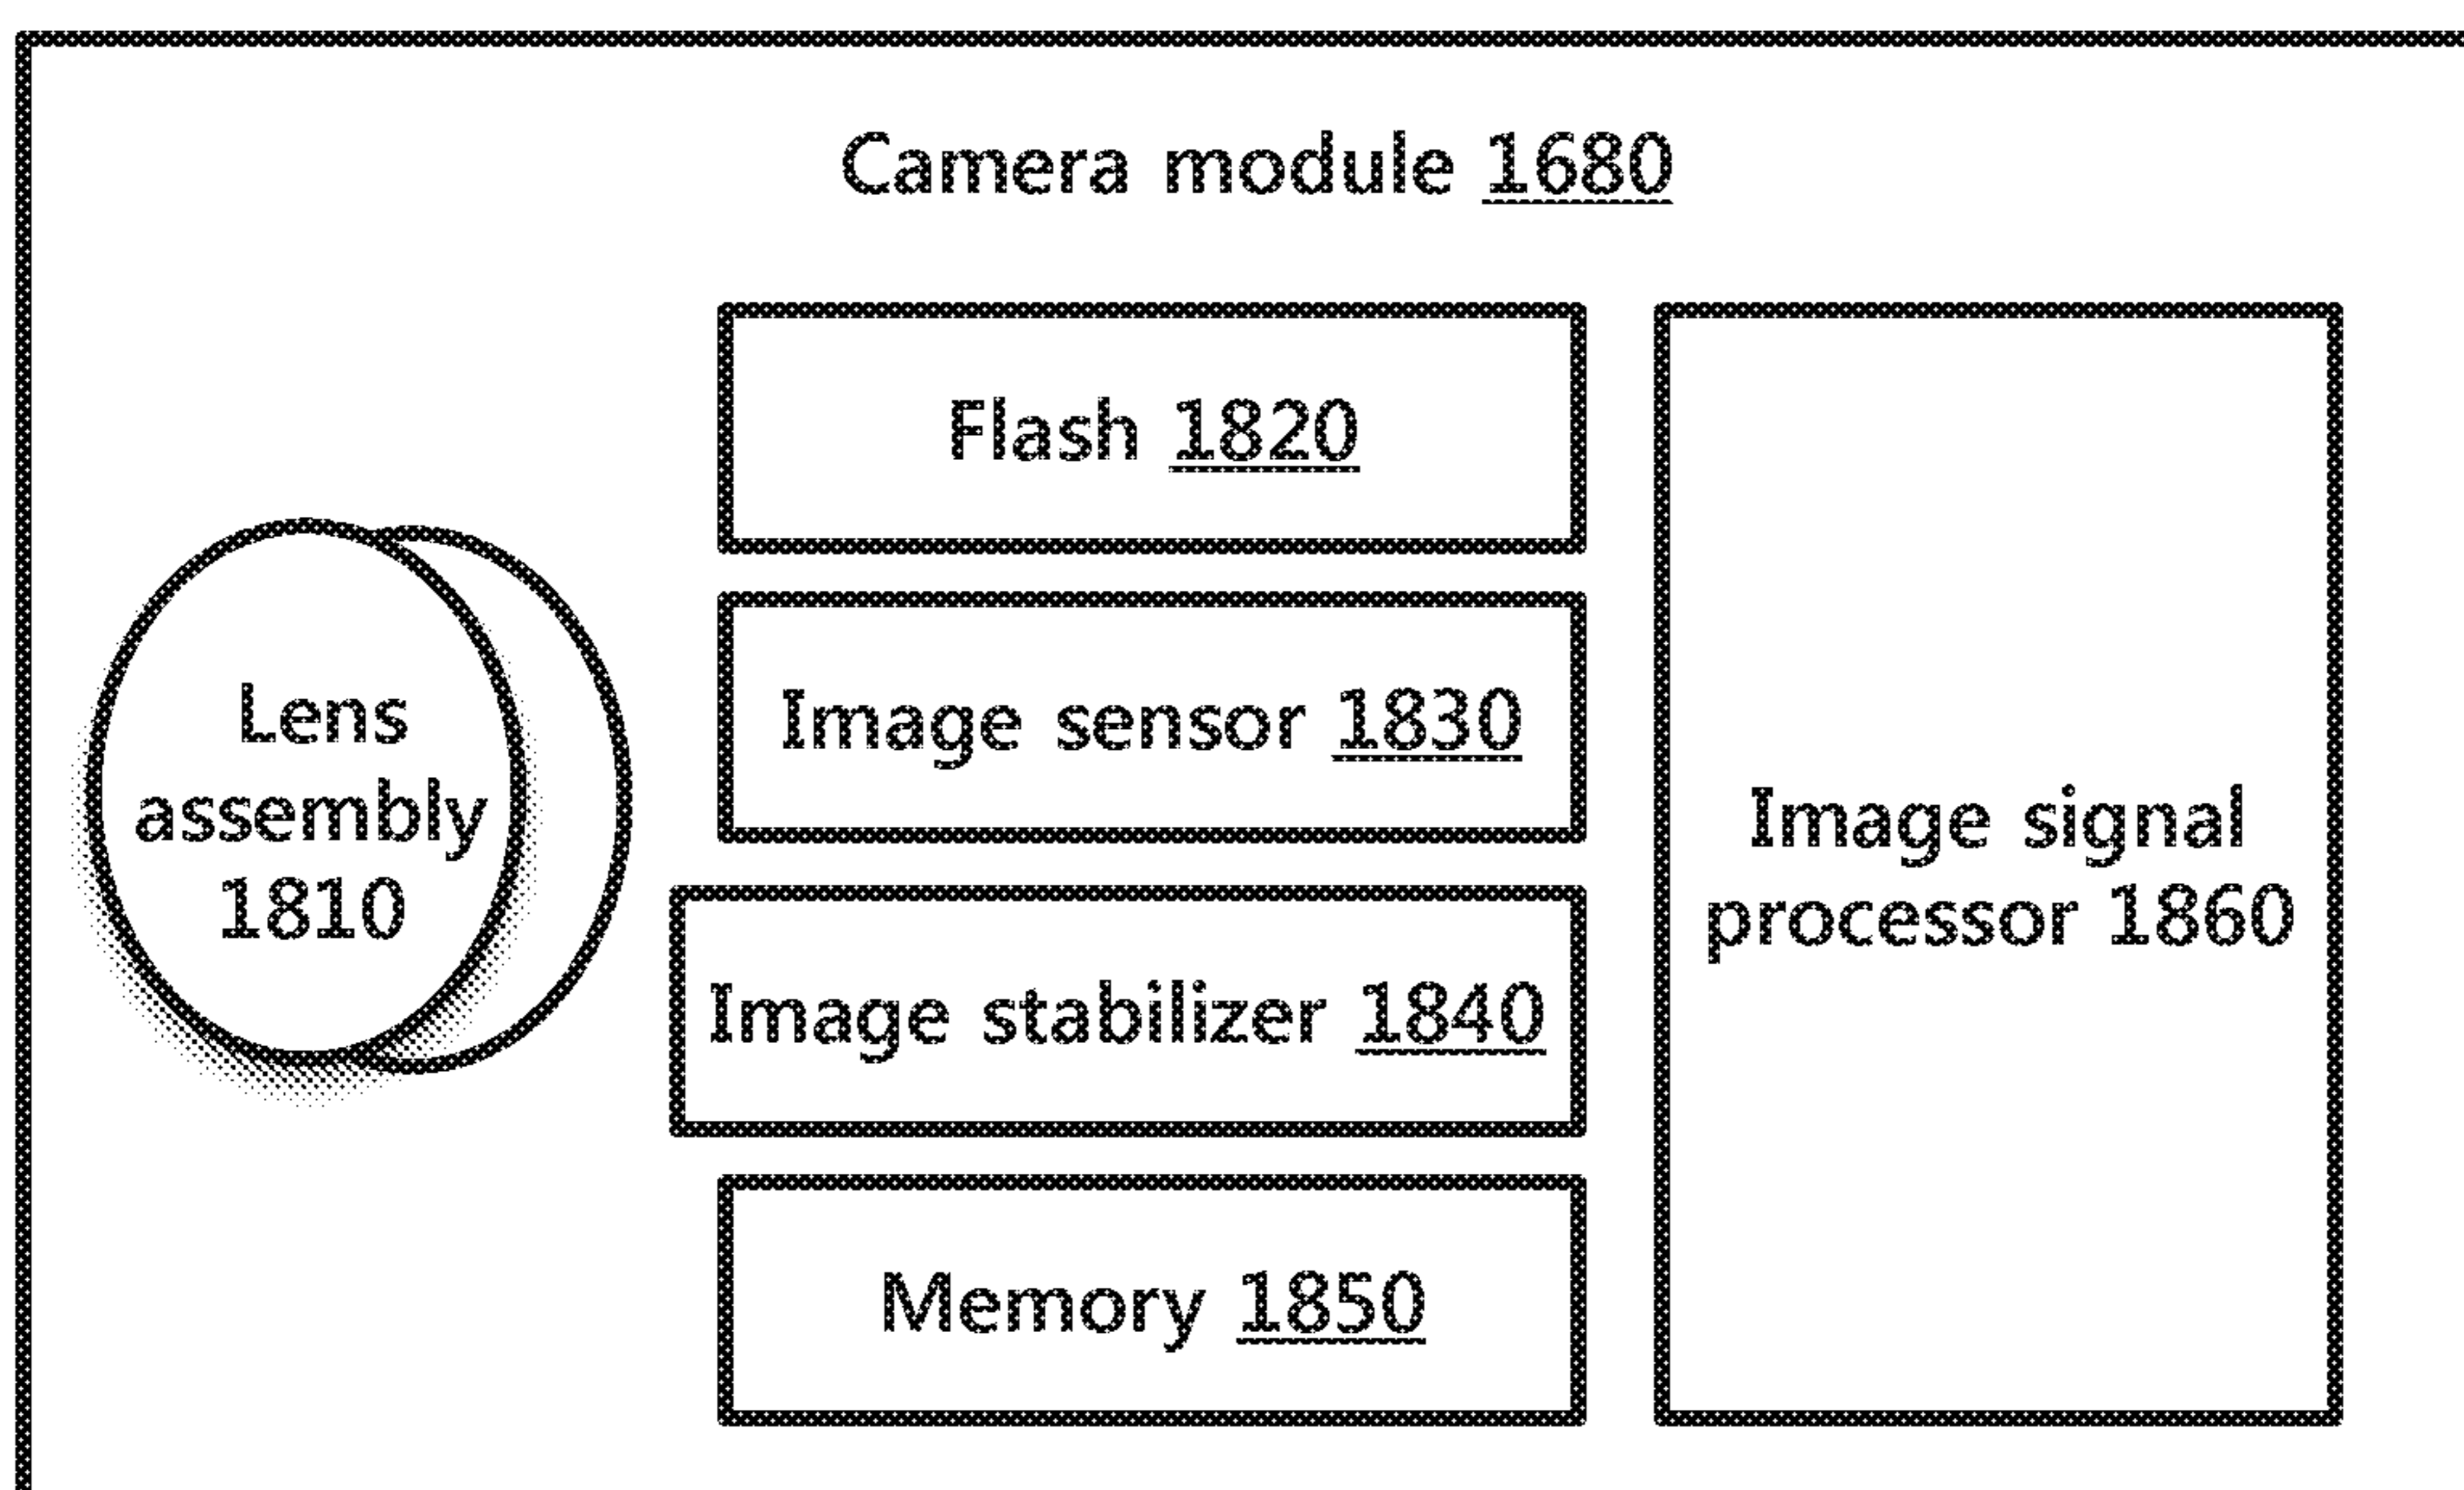 Camera module 1680
Flash 1820
Lens
assembly
1810
Image sensor 1830
Image stabilizer 1840
Memory 1850
Image signal
processor 1860